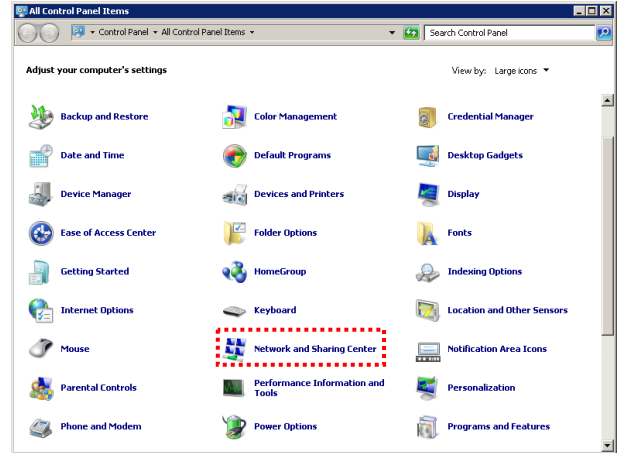 All Control Panel Items
Control Panel All Control Panel Items Search Control Panel
Adjust your computer's settings View by: Large icons
Backup and Restore Color Management Credential Manager
Date and Time Default Programs Desktop Gadgets
Device Manager Devices and Printers Display
Ease of Access Center Folder Options Fonts
Getting Started HomeGroup Indexing Options
Internet Options Keyboard Location and Other Sensors
Mouse Network and Sharing Center Notification Area Icons
Parental Controls Performance Information and Personalization
Tools
Phone and Modem Power Options Programs and Features